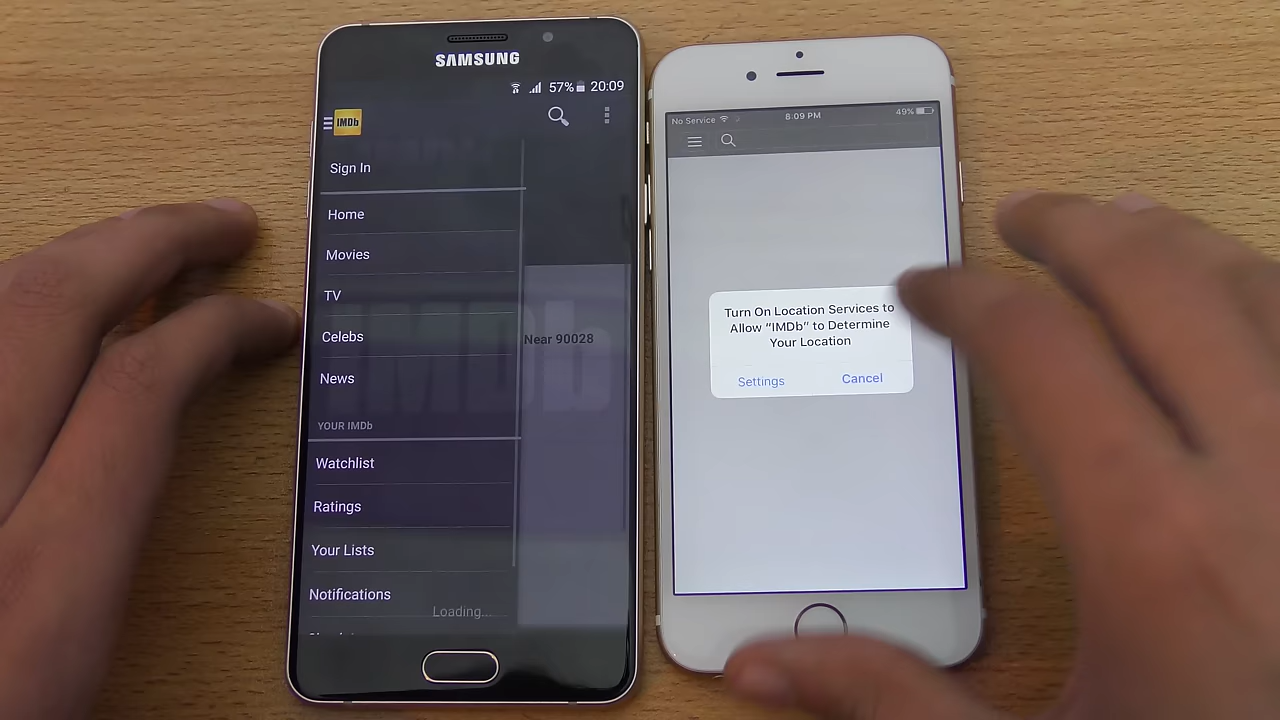 SAMSUNG
57% 20:09
IMDb
Sign In
Home
Movies
TV
Celebs
News
YOUR IMDb
Watchlist
Ratings
Your Lists
Notifications
Loading...
IMDb
Near 90028
No Service 8:09 PM 49%
Turn On Location Services to
Allow “IMDb” to Determine
Your Location
Settings Cancel